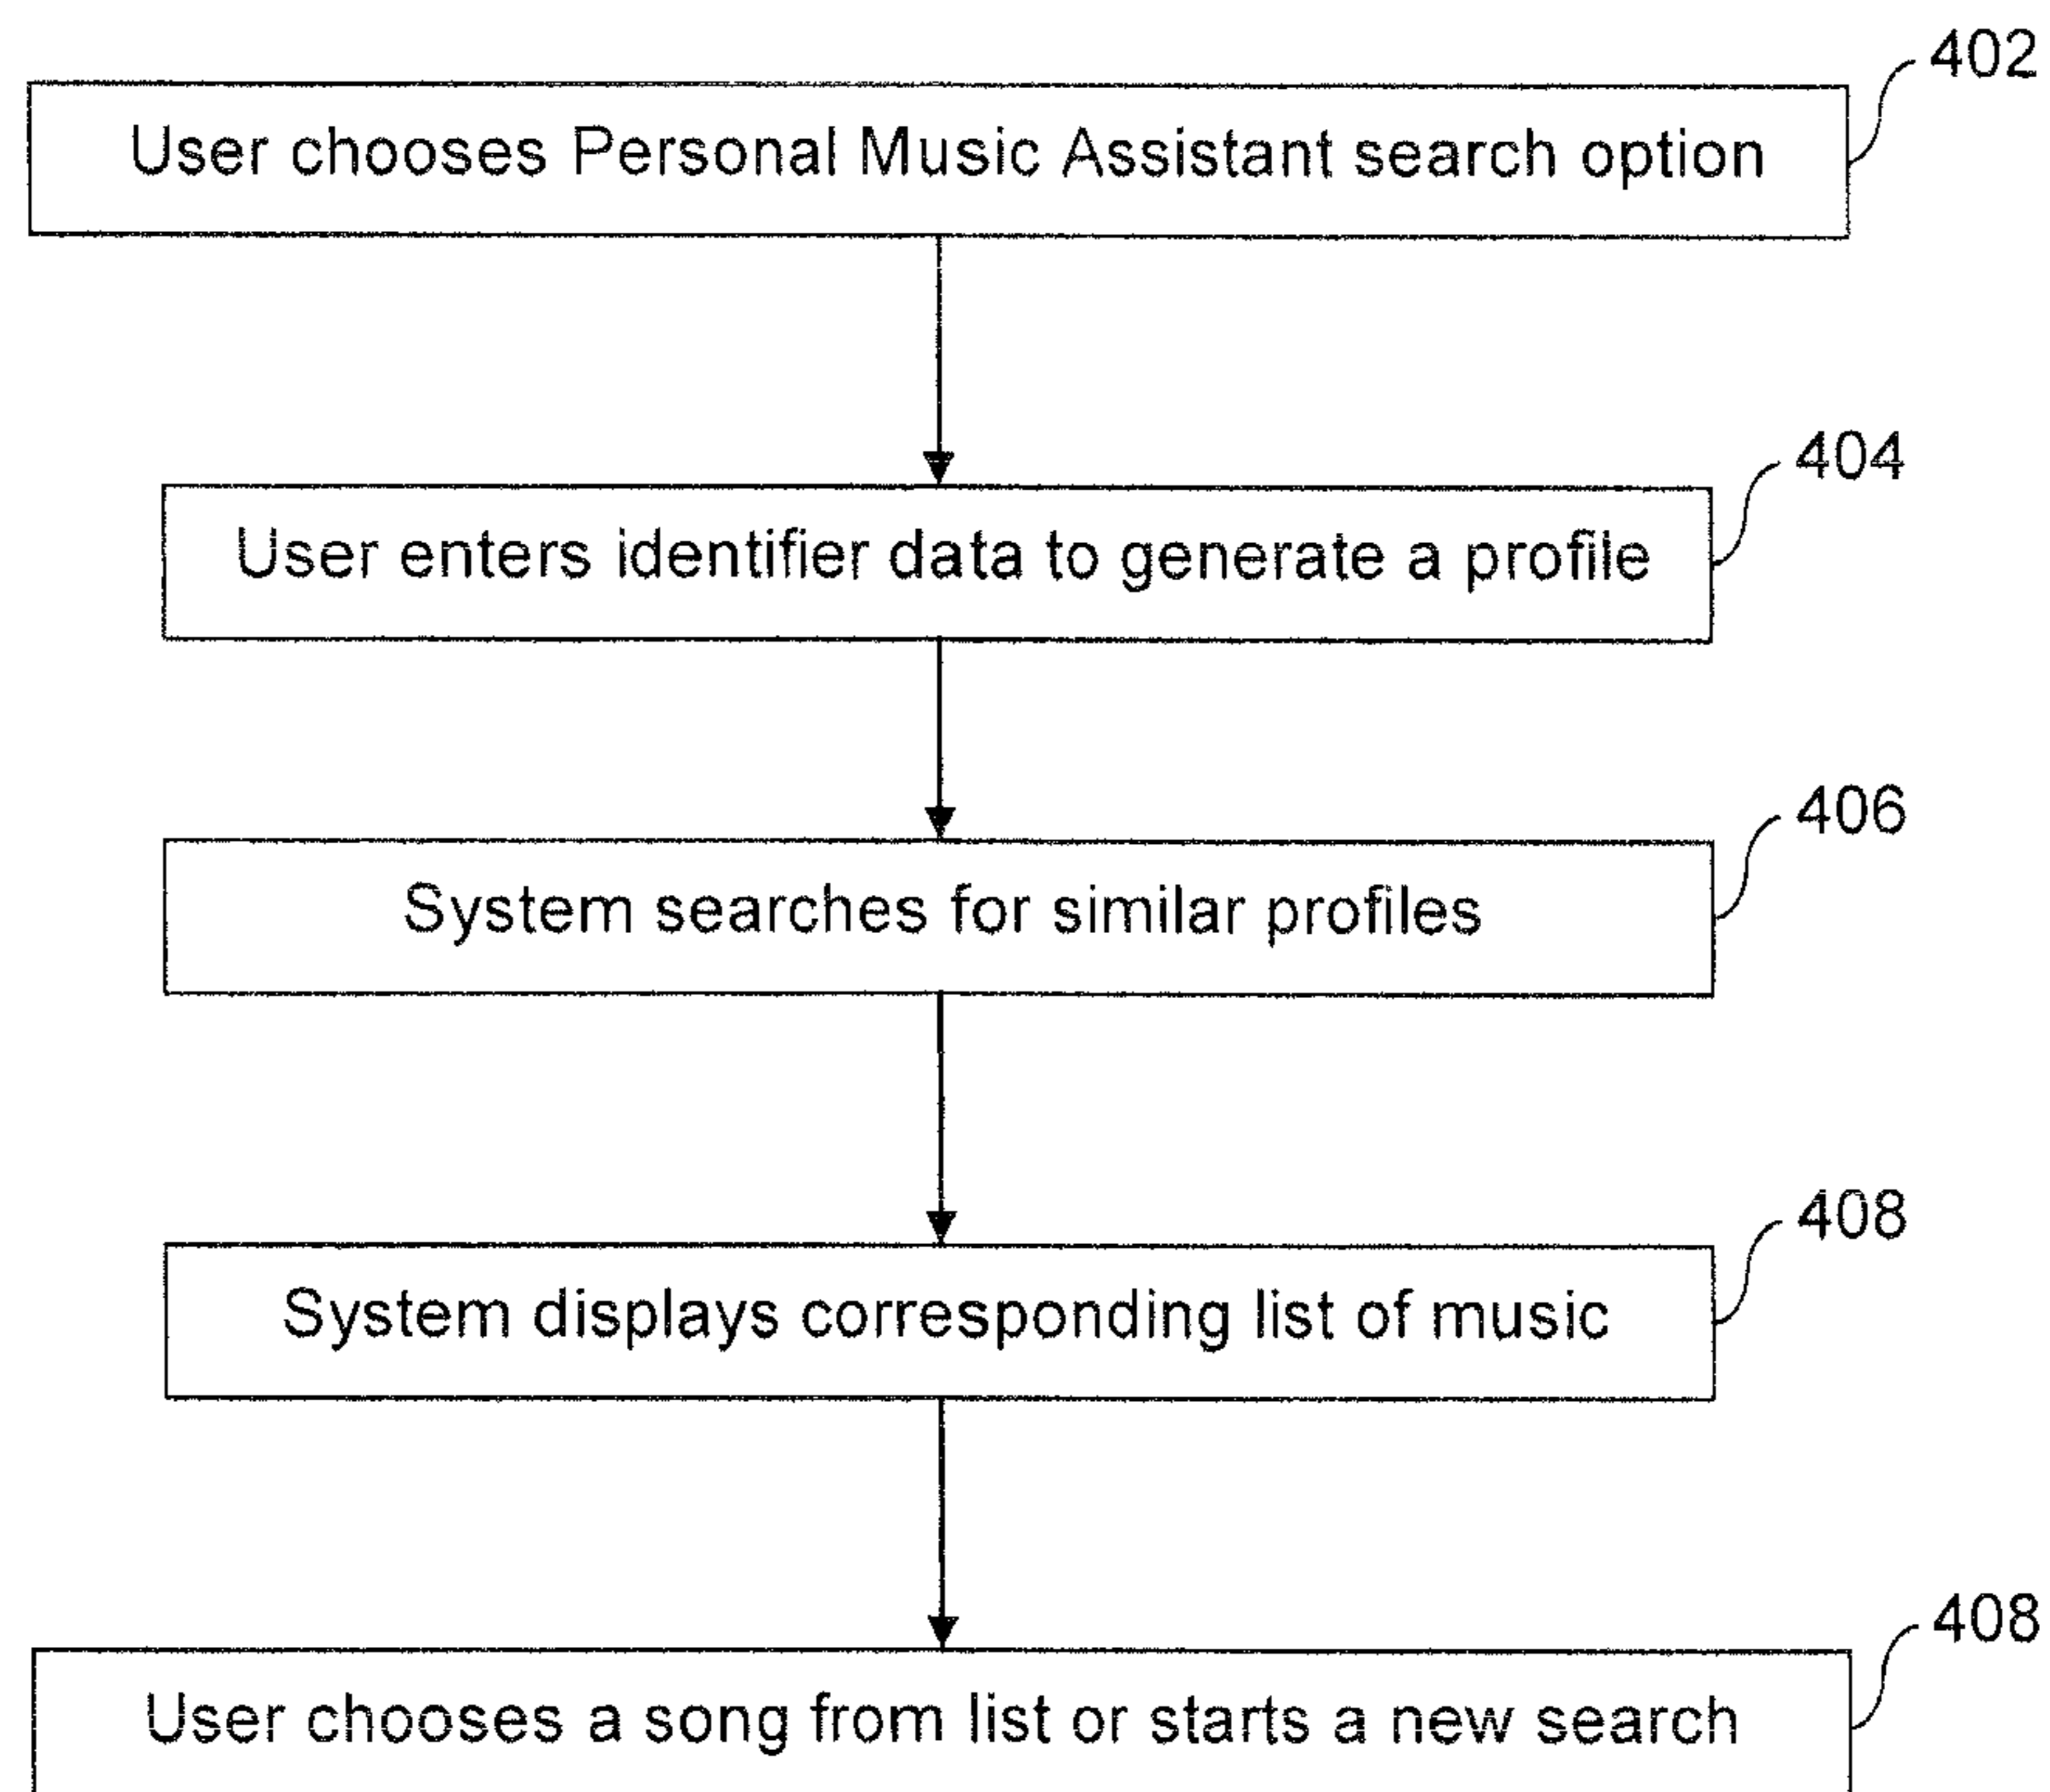 402
User chooses Personal Music Assistant search option
404
User enters identifier data to generate a profile
406
System searches for similar profiles
408
System displays corresponding list of music
408
User chooses a song from list or starts a new search